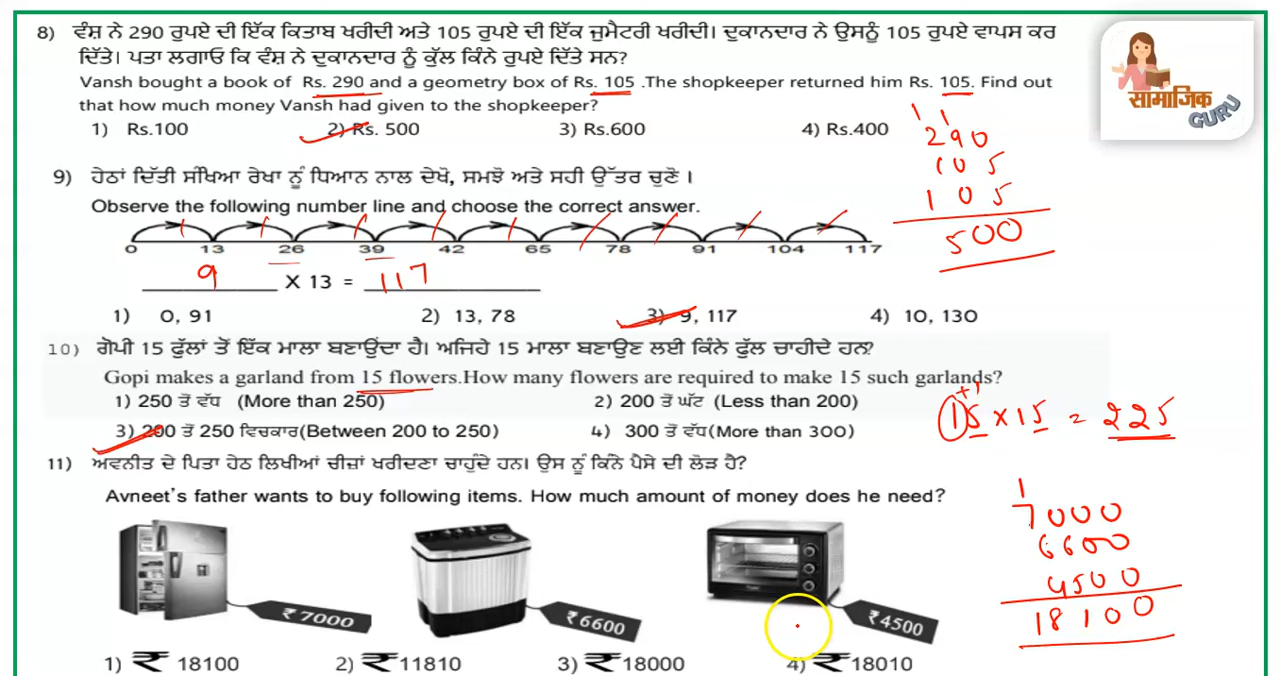 8) ਵੰਸ਼ ਨੇ 290 ਰੁਪਏ ਦੀ ਇੱਕ ਕਿਤਾਬ ਖਰੀਦੀ ਅਤੇ 105 ਰੁਪਏ ਦੀ ਇੱਕ ਜੁਮੈਟਰੀ ਖਰੀਦੀ। ਦੁਕਾਨਦਾਰ ਨੇ ਉਸਨੂੰ 105 ਰੁਪਏ ਵਾਪਸ ਕਰ
ਦਿੱਤੇ। ਪਤਾ ਲਗਾਓ ਕਿ ਵੰਸ਼ ਨੇ ਦੁਕਾਨਦਾਰ ਨੂੰ ਕੁੱਲ ਕਿੰਨੇ ਰੁਪਏ ਦਿੱਤੇ ਸਨ?
Vansh bought a book of Rs. 290 and a geometry box of Rs. 105 .The shopkeeper returned him Rs. 105. Find out
that how much money Vansh had given to the shopkeeper?
1) Rs.100 2) Rs. 500 3) Rs.600 4) Rs.400
सामाजिक
GURU
1 1
290
105
105
500
9) ਹੇਠਾਂ ਦਿੱਤੀ ਸੰਖਿਆ ਰੇਖਾ ਨੂੰ ਧਿਆਨ ਨਾਲ ਦੇਖੋ, ਸਮਝੋ ਅਤੇ ਸਹੀ ਉੱਤਰ ਚੁਣੋ ।
Observe the following number line and choose the correct answer.
0 13 26 39 42 65 78 91 104 117
9 X 13 = 117
1) 0, 91 2) 13, 78 3) 9, 117 4) 10, 130
10) ਗੋਪੀ 15 ਫੁੱਲਾਂ ਤੋਂ ਇੱਕ ਮਾਲਾ ਬਣਾਉਂਦਾ ਹੈ। ਅਜਿਹੇ 15 ਮਾਲਾ ਬਣਾਉਣ ਲਈ ਕਿੰਨੇ ਫੁੱਲ ਚਾਹੀਦੇ ਹਨ?
Gopi makes a garland from 15 flowers.How many flowers are required to make 15 such garlands?
1) 250 ਤੋਂ ਵੱਧ (More than 250) 2) 200 ਤੋਂ ਘੱਟ (Less than 200)
3) 200 ਤੋਂ 250 ਵਿਚਕਾਰ(Between 200 to 250) 4) 300 ਤੋਂ ਵੱਧ(More than 300)
+1
15 x 15 = 225
11) ਅਵਨੀਤ ਦੇ ਪਿਤਾ ਹੇਠ ਲਿਖੀਆਂ ਚੀਜ਼ਾਂ ਖਰੀਦਣਾ ਚਾਹੁੰਦੇ ਹਨ। ਉਸ ਨੂੰ ਕਿੰਨੇ ਪੈਸੇ ਦੀ ਲੋੜ ਹੈ?
Avneet's father wants to buy following items. How much amount of money does he need?
₹ 7000 ₹ 6600 ₹ 4500
1) ₹ 18100 2) ₹ 11810 3) ₹ 18000 4) ₹ 18010
1
7000
6600
4500
18100